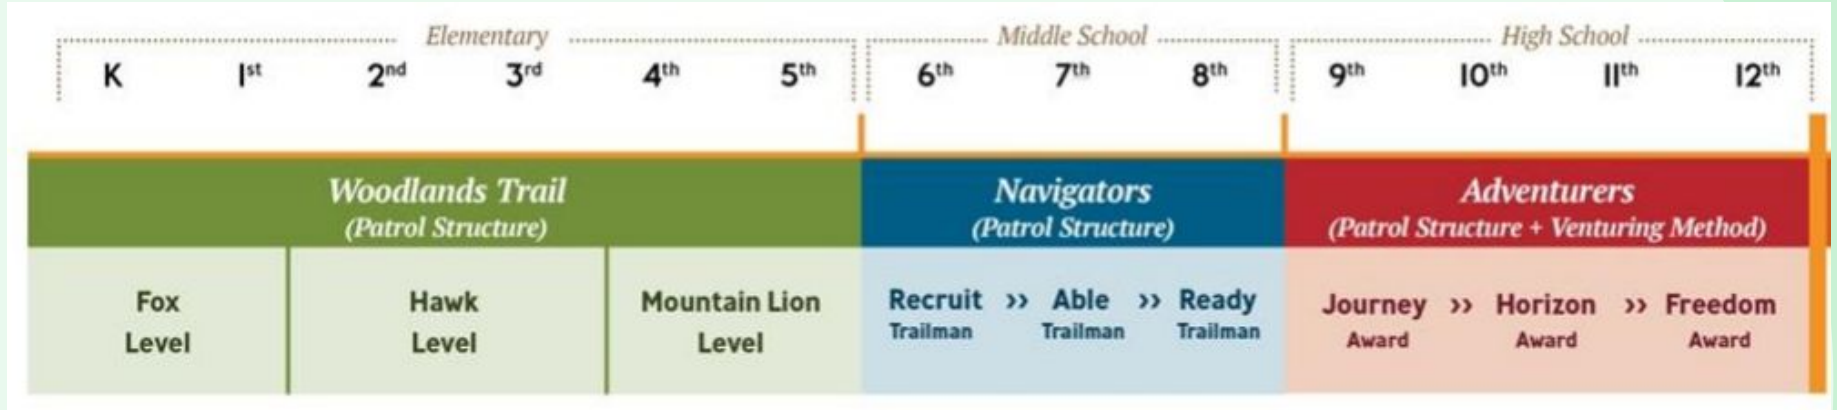 Elementary Middle School High School
K 1st 2nd 3rd 4th 5th 6th 7th 8th 9th 10th 11th 12th
Woodlands Trail
(Patrol Structure)
Navigators
(Patrol Structure)
Adventurers
(Patrol Structure + Venturing Method)
Fox
Level
Hawk
Level
Mountain Lion
Level
Recruit ›› Able ›› Ready
Trailman Trailman Trailman
Journey ›› Horizon ›› Freedom
Award Award Award